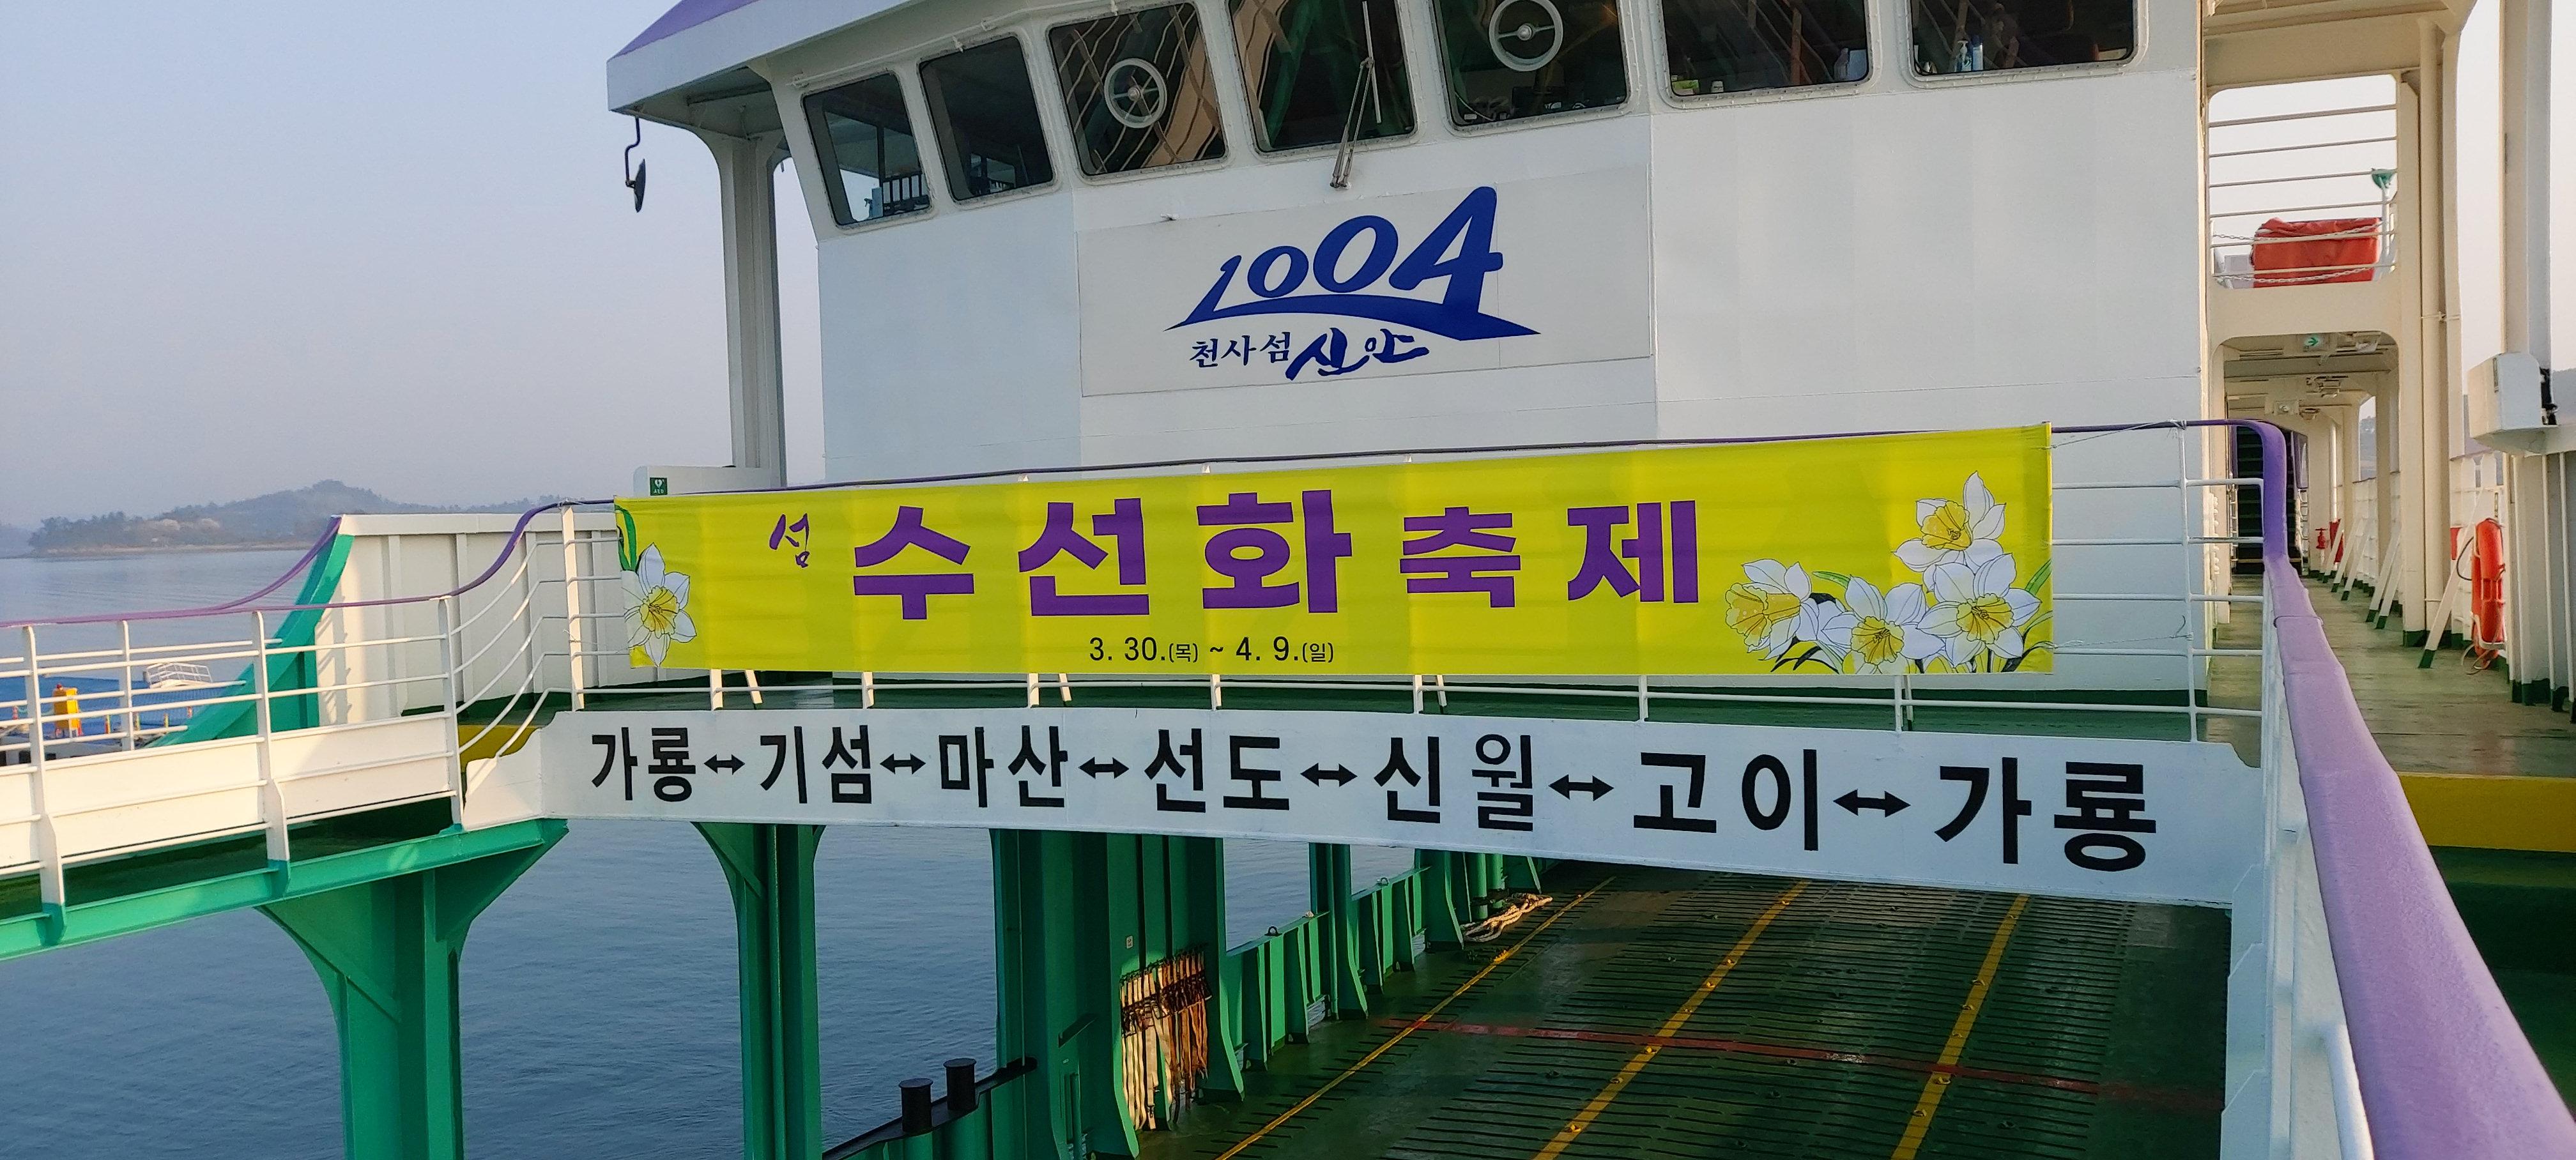 1004
천사섬 신안
섬 수선화축제
3. 30.(목) ~ 4. 9.(일)
가룡↔기섬↔마산↔선도↔신월↔고이↔가룡
AED